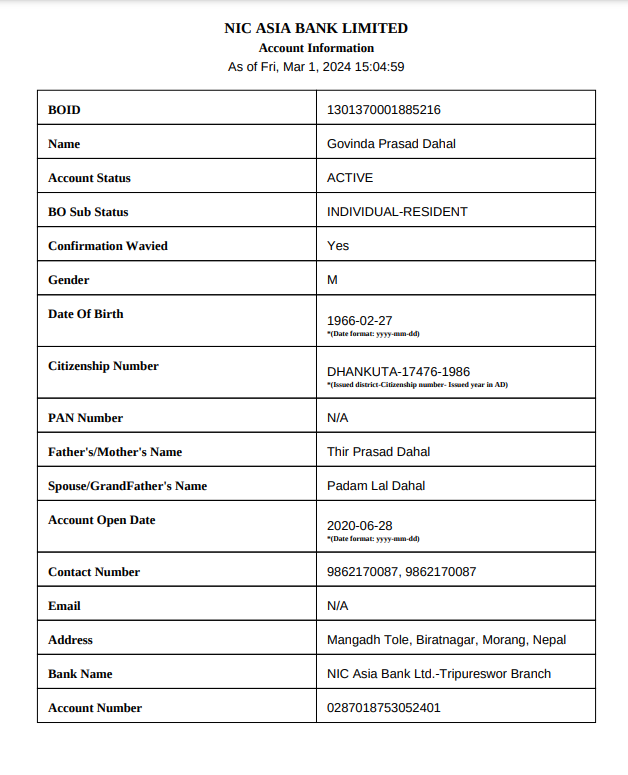 NIC ASIA BANK LIMITED
Account Information
As of Fri, Mar 1, 2024 15:04:59
BOID 1301370001885216
Name Govinda Prasad Dahal
Account Status ACTIVE
BO Sub Status INDIVIDUAL-RESIDENT
Confirmation Wavied Yes
Gender M
Date Of Birth 1966-02-27
*(Date format: yyyy-mm-dd)
Citizenship Number DHANKUTA-17476-1986
*(Issued district-Citizenship number- Issued year in AD)
PAN Number N/A
Father's/Mother's Name Thir Prasad Dahal
Spouse/GrandFather's Name Padam Lal Dahal
Account Open Date 2020-06-28
*(Date format: yyyy-mm-dd)
Contact Number 9862170087, 9862170087
Email N/A
Address Mangadh Tole, Biratnagar, Morang, Nepal
Bank Name NIC Asia Bank Ltd.-Tripureswor Branch
Account Number 0287018753052401